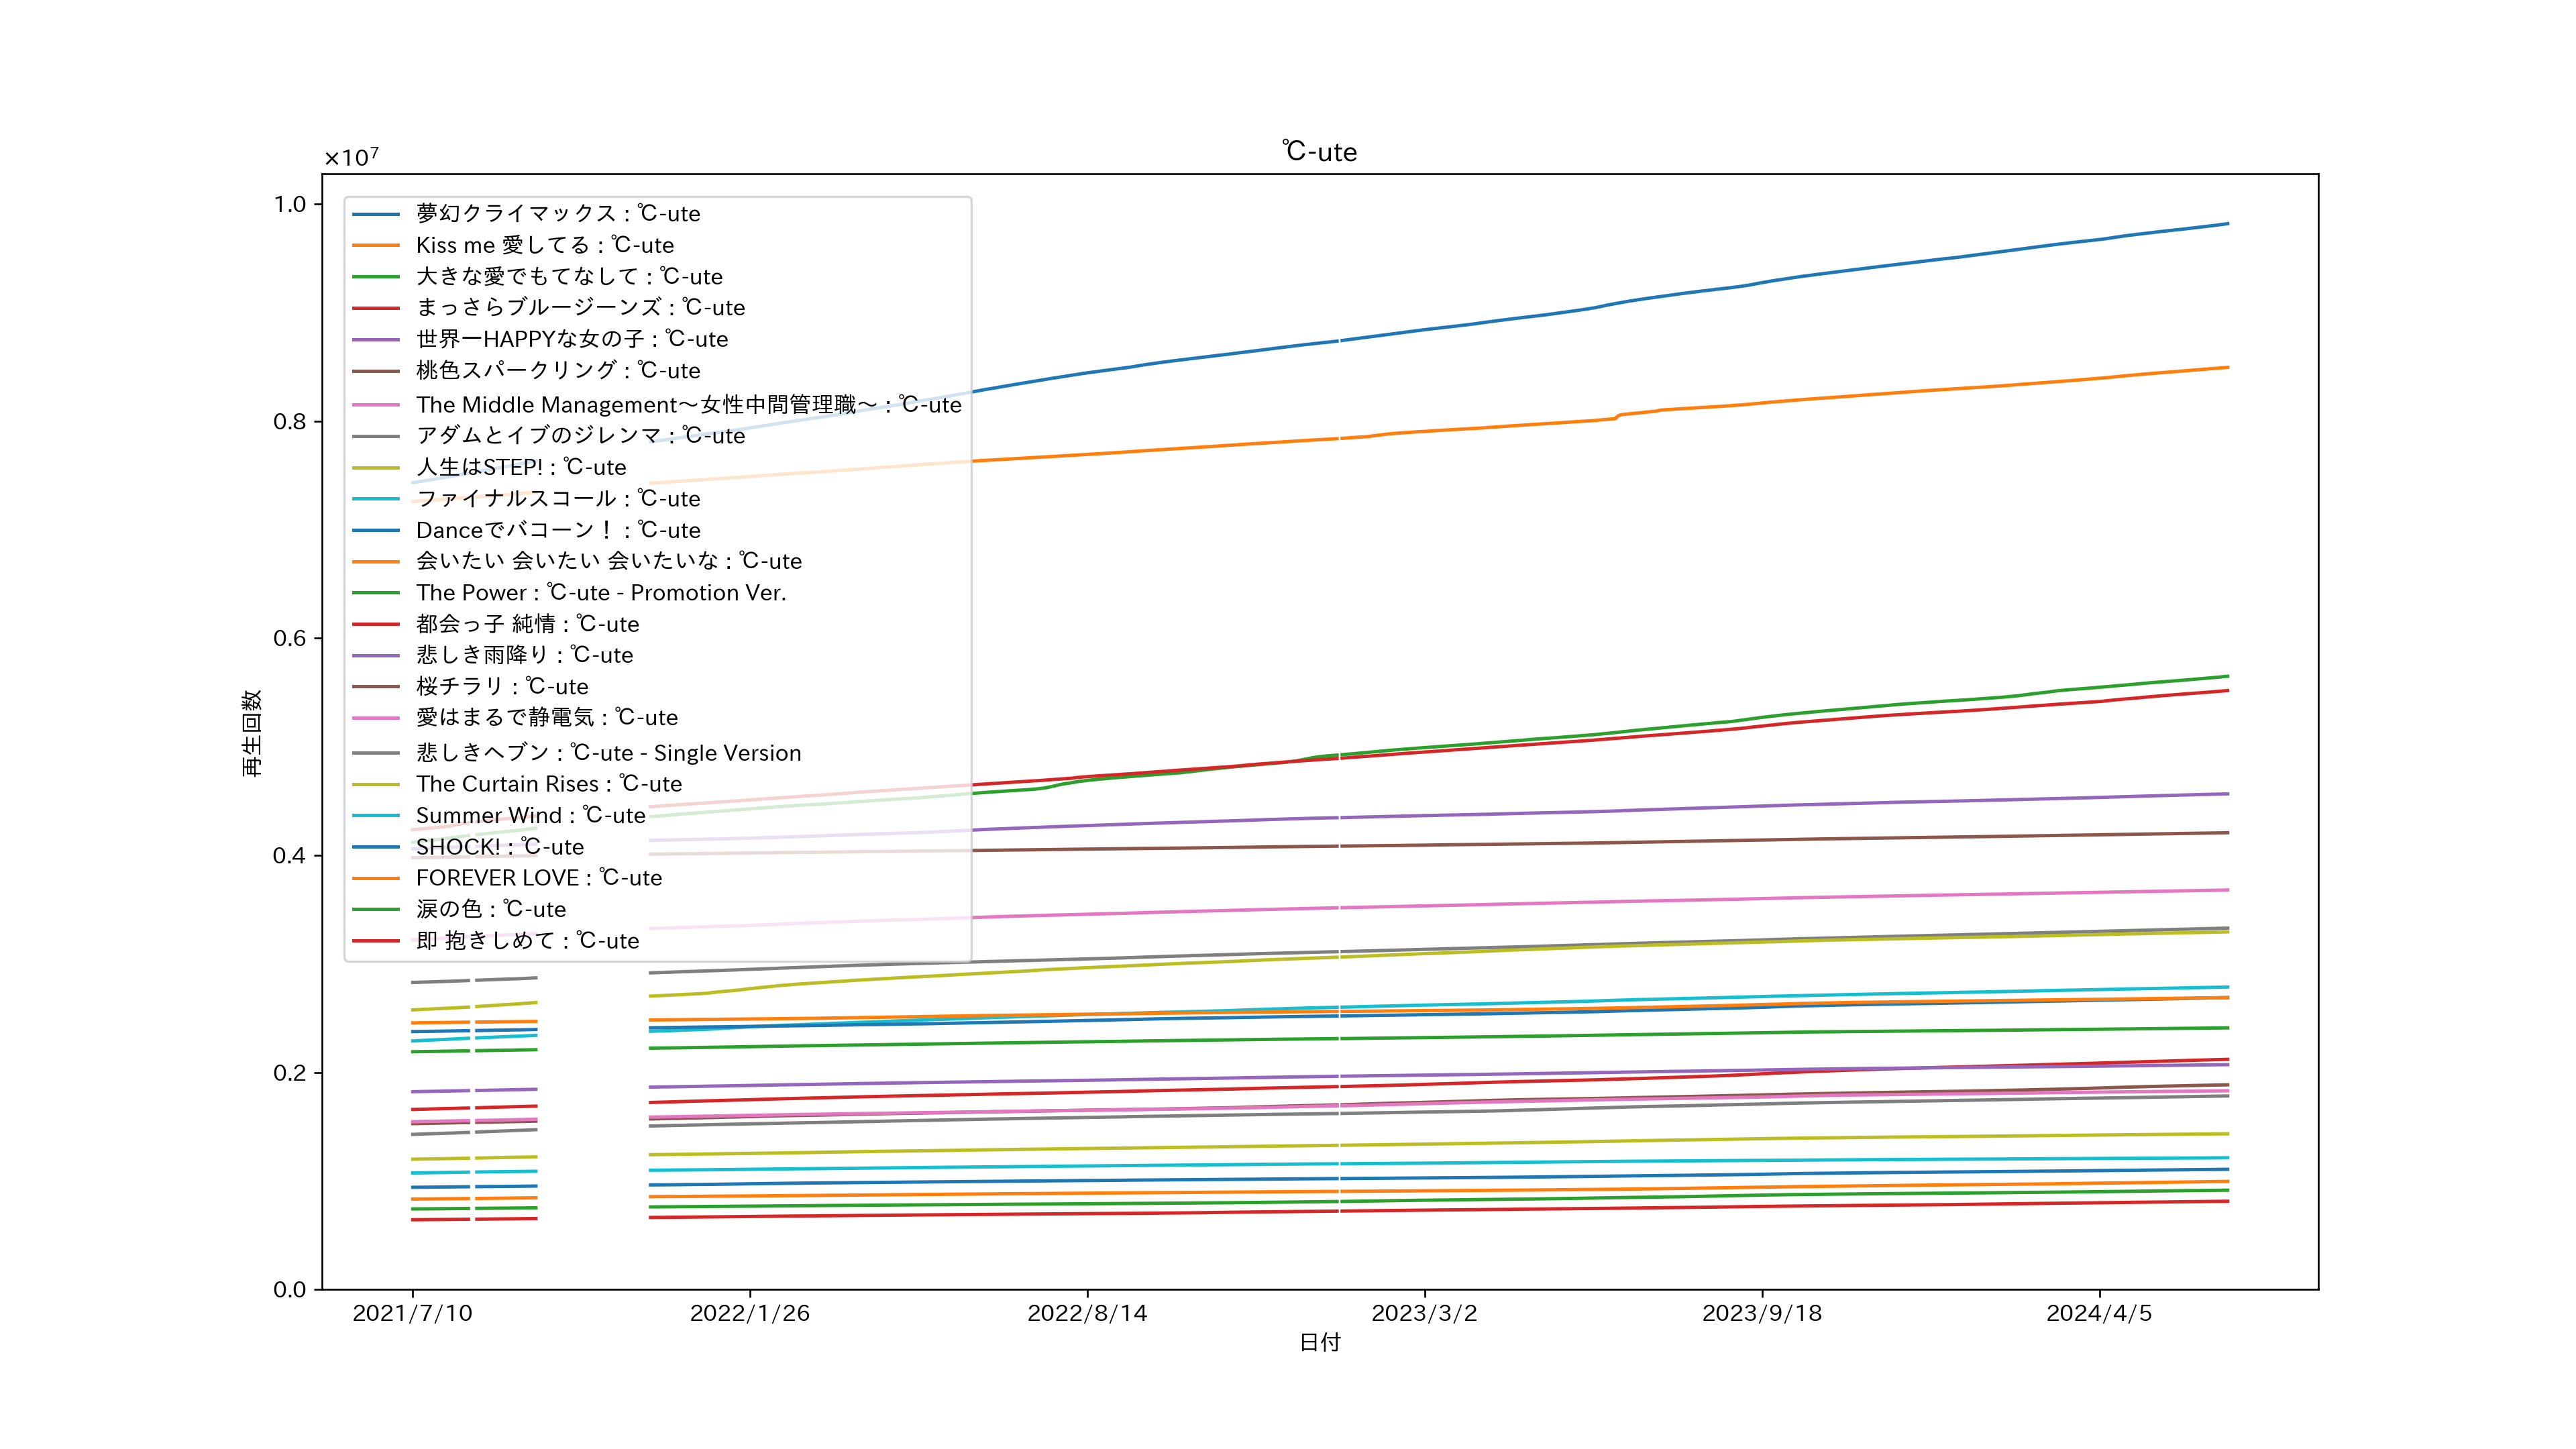 ℃-ute
×10⁷
1.0
0.8
0.6
0.4
0.2
0.0
再生回数
夢幻クライマックス : ℃-ute
Kiss me 愛してる : ℃-ute
大きな愛でもてなして : ℃-ute
まっさらブルージーンズ : ℃-ute
世界一HAPPYな女の子 : ℃-ute
桃色スパークリング : ℃-ute
The Middle Management～女性中間管理職～ : ℃-ute
アダムとイブのジレンマ : ℃-ute
人生はSTEP! : ℃-ute
ファイナルスコール : ℃-ute
Danceでバコーン！ : ℃-ute
会いたい 会いたい 会いたいな : ℃-ute
The Power : ℃-ute - Promotion Ver.
都会っ子 純情 : ℃-ute
悲しき雨降り : ℃-ute
桜チラリ : ℃-ute
愛はまるで静電気 : ℃-ute
悲しきヘブン : ℃-ute - Single Version
The Curtain Rises : ℃-ute
Summer Wind : ℃-ute
SHOCK! : ℃-ute
FOREVER LOVE : ℃-ute
涙の色 : ℃-ute
即 抱きしめて : ℃-ute
2021/7/10 2022/1/26 2022/8/14 2023/3/2 2023/9/18 2024/4/5
日付